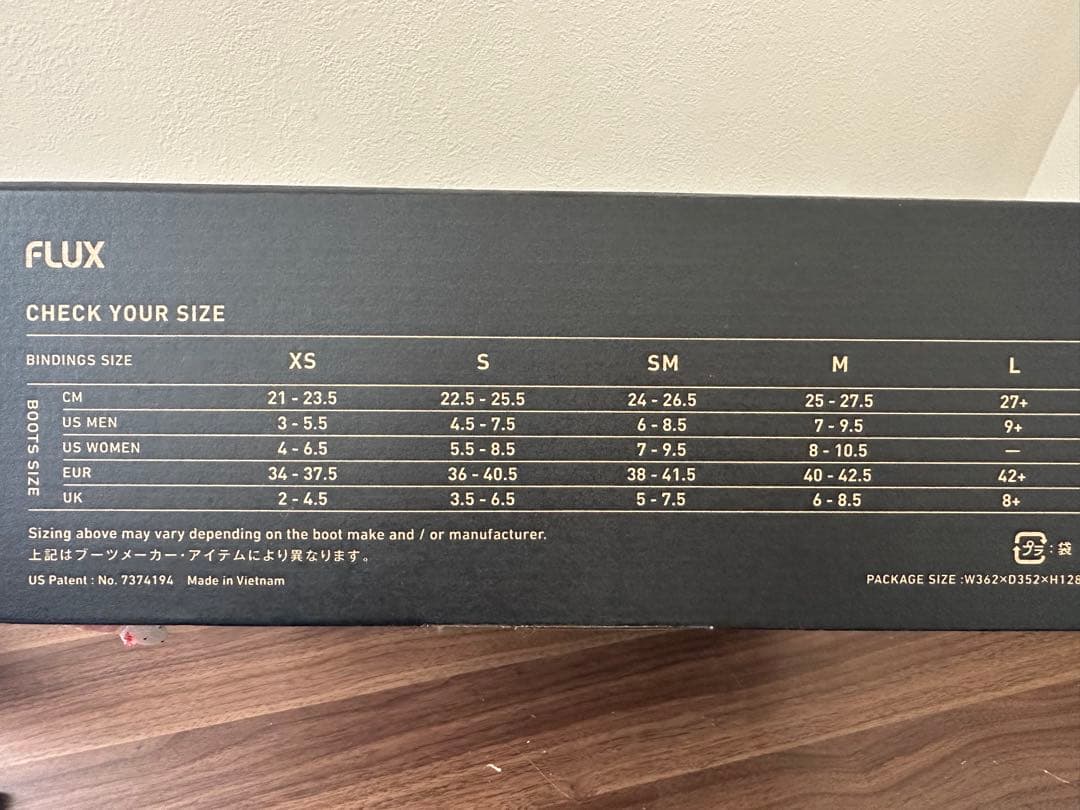 FLUX
CHECK YOUR SIZE
BINDINGS SIZE XS S SM M L
BOOTS SIZE
CM 21 - 23.5 22.5 - 25.5 24 - 26.5 25 - 27.5 27+
US MEN 3 - 5.5 4.5 - 7.5 6 - 8.5 7 - 9.5 9+
US WOMEN 4 - 6.5 5.5 - 8.5 7 - 9.5 8 - 10.5 —
EUR 34 - 37.5 36 - 40.5 38 - 41.5 40 - 42.5 42+
UK 2 - 4.5 3.5 - 6.5 5 - 7.5 6 - 8.5 8+
Sizing above may vary depending on the boot make and / or manufacturer.
上記はブーツメーカー・アイテムにより異なります。
プラ : 袋
US Patent : No. 7374194 Made in Vietnam
PACKAGE SIZE :W362×D352×H128